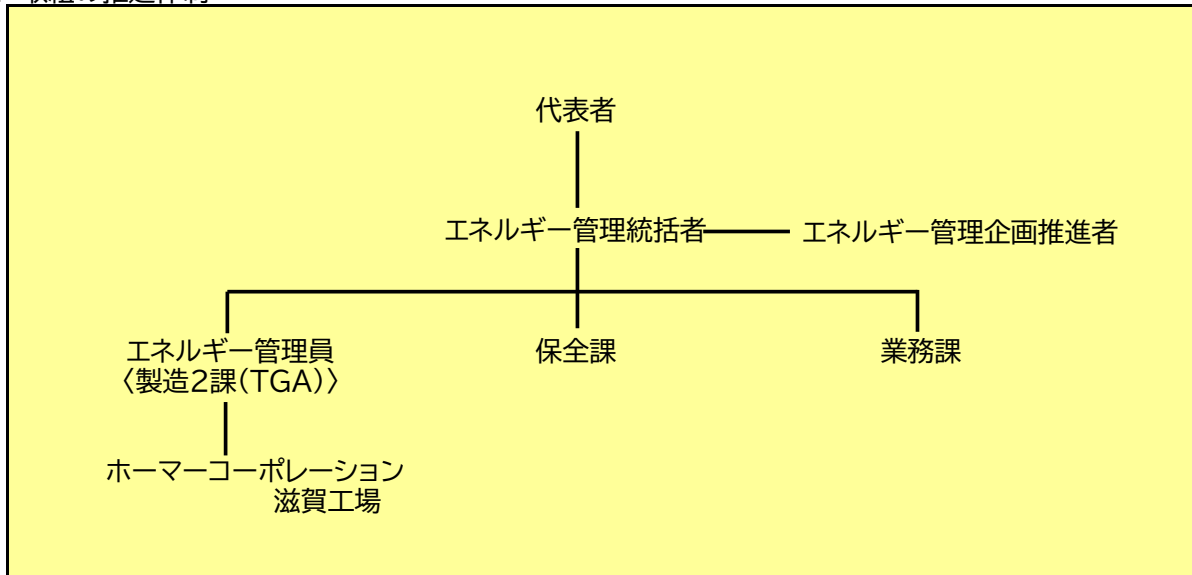 代表者
エネルギー管理統括者
エネルギー管理企画推進者
エネルギー管理員
保全課
業務課
〈製造2課(TGA)〉
ホーマーコーポレーション
滋賀工場